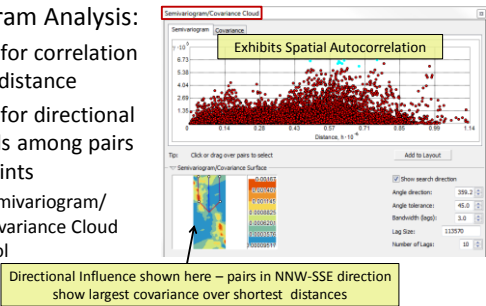 ram Analysis:
for correlation
distance
for directional
ds among pairs
ints
mivariogram/
variance Cloud
ol
Semivariogram/Covariance Cloud
Semivariogram Covariance
Exhibits Spatial Autocorrelation
6.73
5.38
4.04
2.69
1.35
0 0.14 0.28 0.43 0.57 0.71 0.85 0.99 1.14
Distance, h · 10⁻⁶
Tip: Click or drag over pairs to select
Add to Layout
Semivariogram/Covariance Surface
Show search direction
Angle direction: 359.2
Angle tolerance: 45.0
Bandwidth (lags): 3.0
Lag Size: 113570
Number of Lags: 10
Directional Influence shown here – pairs in NNW-SSE direction
show largest covariance over shortest distances